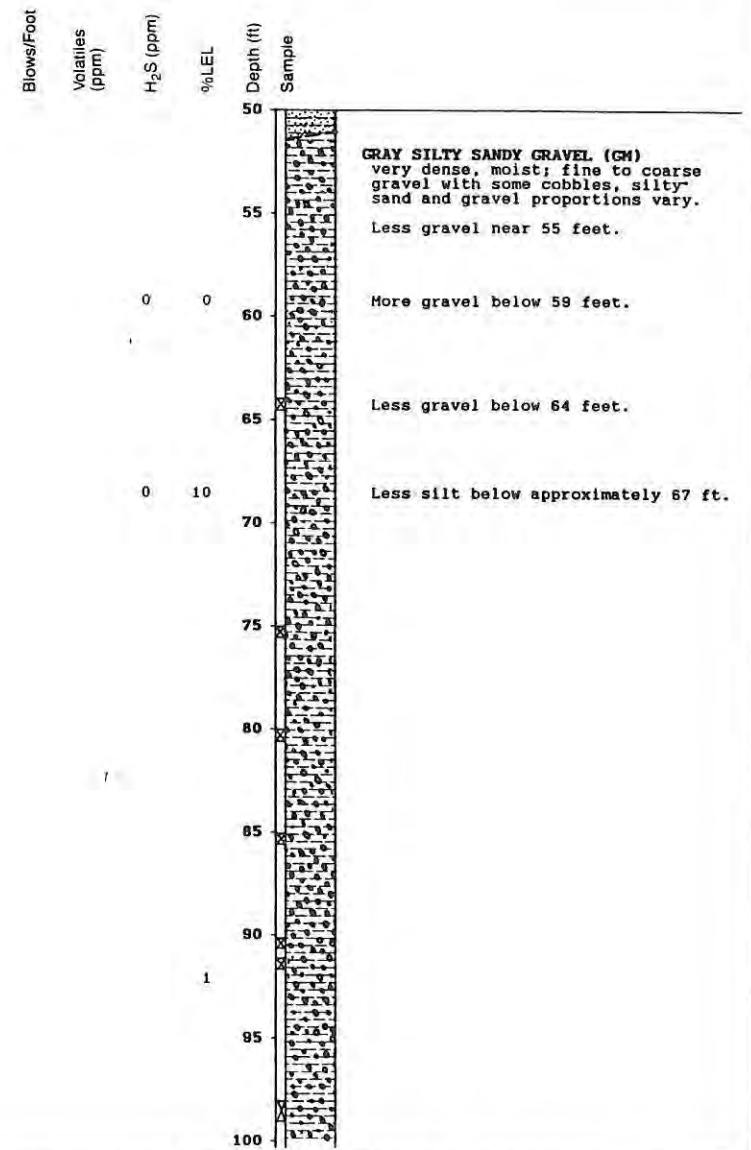 Blows/Foot
Volatiles
(ppm)
H₂S (ppm)
%LEL
Depth (ft)
Sample
50
GRAY SILTY SANDY GRAVEL (GM)
very dense, moist; fine to coarse
gravel with some cobbles, silty
sand and gravel proportions vary.
55
Less gravel near 55 feet.
0 0
More gravel below 59 feet.
60
Less gravel below 64 feet.
65
0 10
Less silt below approximately 67 ft.
70
75
80
85
90
1
95
100